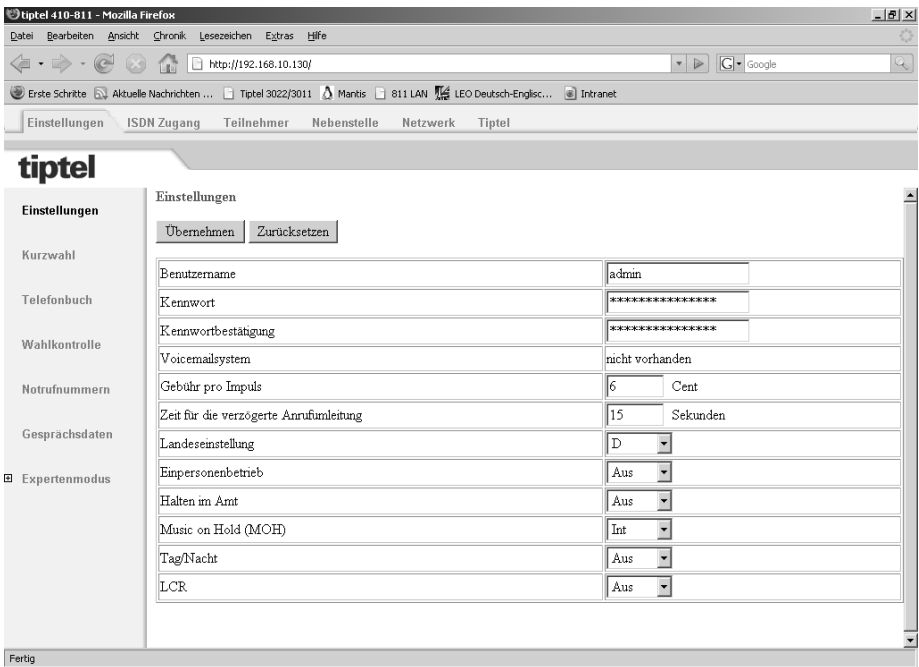 tiptel 410-811 - Mozilla Firefox
Datei Bearbeiten Ansicht Chronik Lesezeichen Extras Hilfe
http://192.168.10.130/
G Google
Erste Schritte Aktuelle Nachrichten ... Tiptel 3022/3011 Mantis 811 LAN LEO Deutsch-Englisc... Intranet
Einstellungen ISDN Zugang Teilnehmer Nebenstelle Netzwerk Tiptel
tiptel
Einstellungen
Kurzwahl
Telefonbuch
Wahlkontrolle
Notrufnummern
Gesprächsdaten
Expertenmodus
Einstellungen
Übernehmen Zurücksetzen
Benutzername admin
Kennwort ***************
Kennwortbestätigung ***************
Voicemailsystem nicht vorhanden
Gebühr pro Impuls 6 Cent
Zeit für die verzögerte Anrufumleitung 15 Sekunden
Landeseinstellung D
Einpersonenbetrieb Aus
Halten im Amt Aus
Music on Hold (MOH) Int
Tag/Nacht Aus
LCR Aus
Fertig